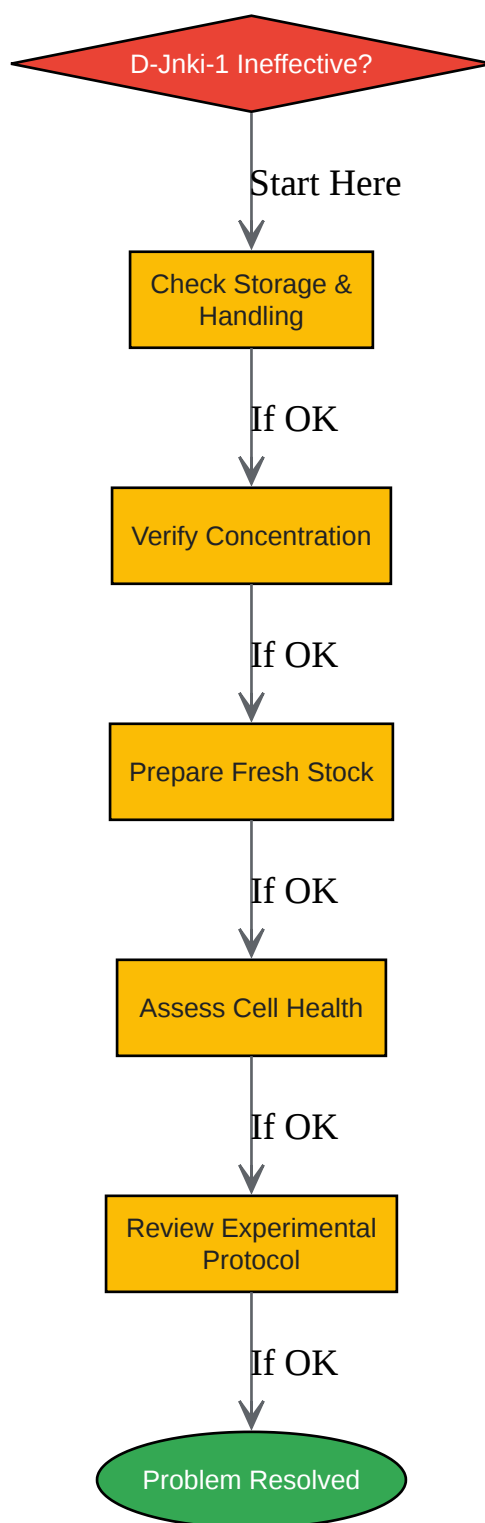 D-Jnki-1 Ineffective?
Start Here
Check Storage &
Handling
If OK
Verify Concentration
If OK
Prepare Fresh Stock
If OK
Assess Cell Health
If OK
Review Experimental
Protocol
If OK
Problem Resolved